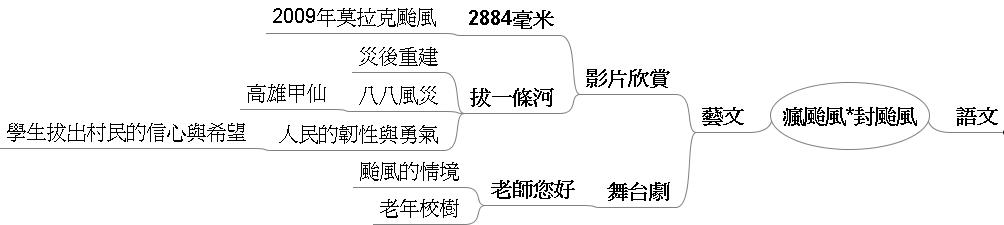 2009年莫拉克颱風
2884毫米
災後重建
八八風災
高雄甲仙
人民的韌性與勇氣
學生拔出村民的信心與希望
拔一條河
影片欣賞
颱風的情境
老年校樹
老師您好
舞台劇
藝文
瘋颱風*封颱風
語文